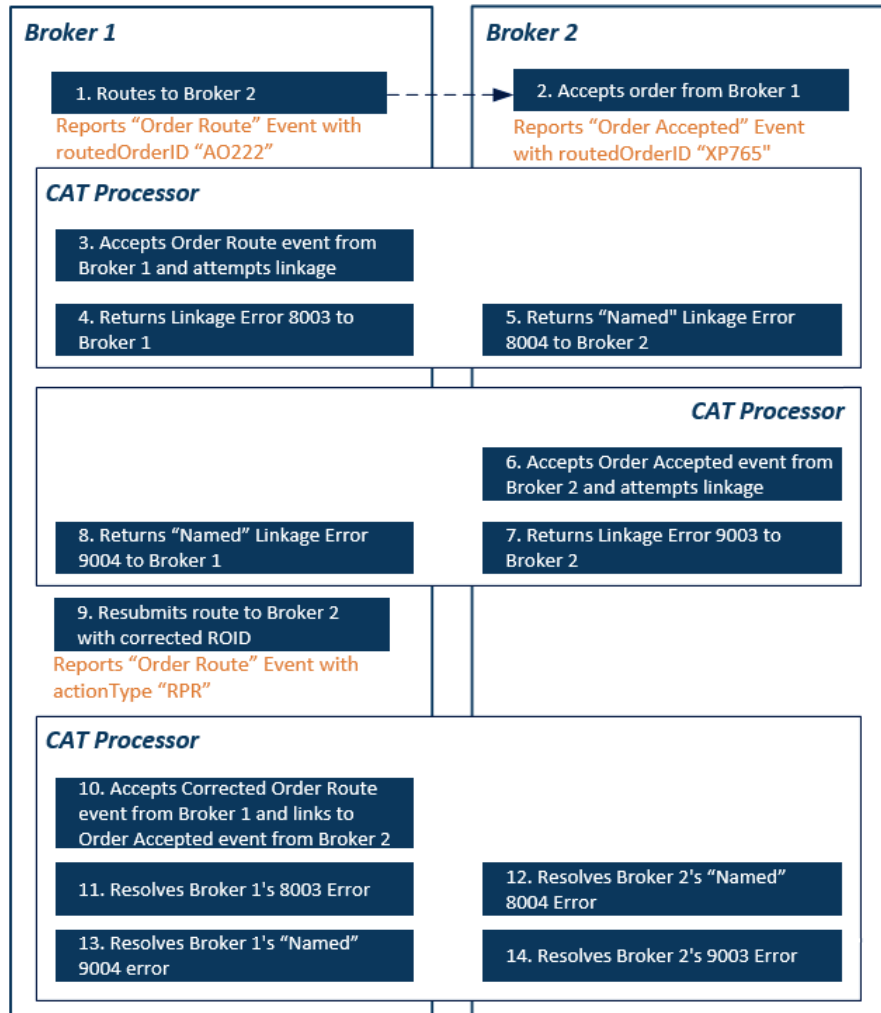 Broker 1
Broker 2
1. Routes to Broker 2
2. Accepts order from Broker 1
Reports “Order Route” Event with
routedOrderID “AO222”
Reports “Order Accepted” Event
with routedOrderID “XP765"
CAT Processor
3. Accepts Order Route event from
Broker 1 and attempts linkage
4. Returns Linkage Error 8003 to
Broker 1
5. Returns “Named" Linkage Error
8004 to Broker 2
CAT Processor
6. Accepts Order Accepted event from
Broker 2 and attempts linkage
8. Returns “Named” Linkage Error
9004 to Broker 1
7. Returns Linkage Error 9003 to
Broker 2
9. Resubmits route to Broker 2
with corrected ROID
Reports “Order Route” Event with
actionType “RPR”
CAT Processor
10. Accepts Corrected Order Route
event from Broker 1 and links to
Order Accepted event from Broker 2
11. Resolves Broker 1's 8003 Error
12. Resolves Broker 2's “Named”
8004 Error
13. Resolves Broker 1's “Named”
9004 error
14. Resolves Broker 2's 9003 Error